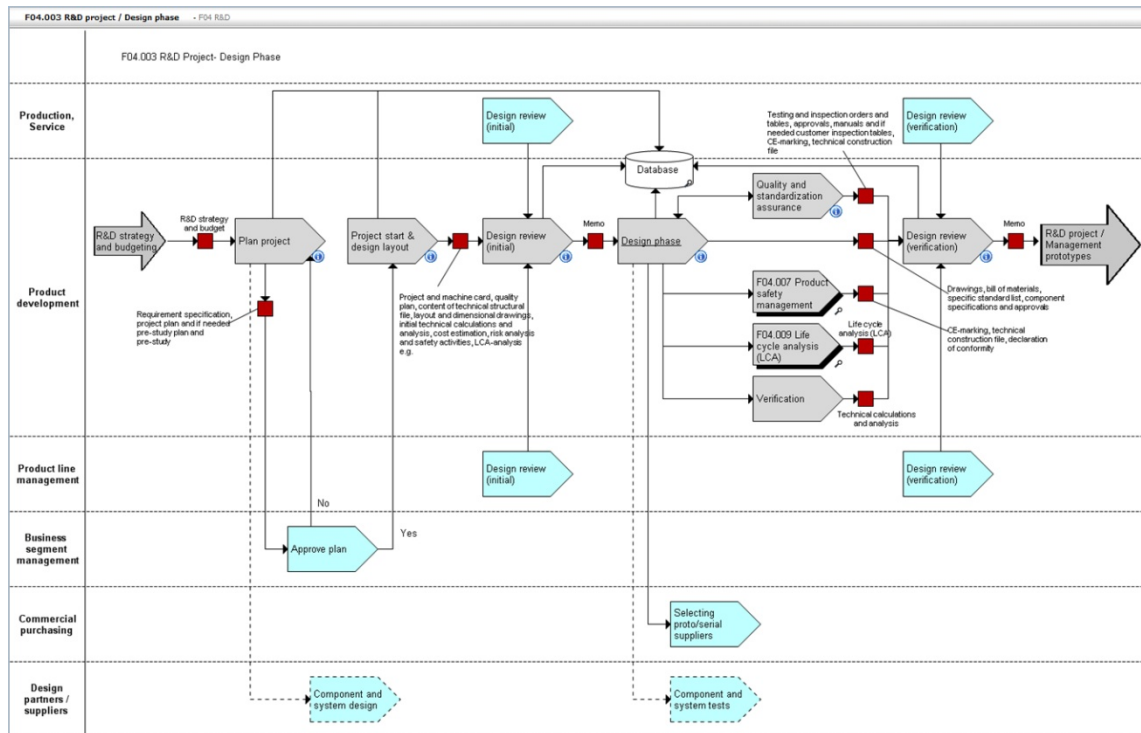 F04.003 R&D project / Design phase - F04 R&D
F04.003 R&D Project- Design Phase
Production,
Service
Design review
(initial)
Testing and inspection orders and
tables, approvals, manuals and if
needed customer inspection tables,
CE-marking, technical construction
file
Design review
(verification)
Product
development
R&D strategy
and budgeting
R&D strategy
and budget
Plan project
Requirement specification,
project plan and if needed
pre-study plan and
pre-study
Project start &
design layout
Project and machine card, quality
plan, content of technical structural
file, layout and dimensional drawings,
initial technical calculations and
analysis, cost estimation, risk analysis
and safety activities, LCA-analysis
e.g.
Design review
(initial)
Memo
Database
Design phase
Quality and
standardization
assurance
F04.007 Product
safety
management
F04.009 Life
cycle analysis
(LCA)
Life cycle
analysis (LCA)
Verification
Technical calculations
and analysis
Design review
(verification)
Memo
R&D project /
Management
prototypes
Drawings, bill of materials,
specific standard list, component
specifications and approvals
CE-marking, technical
construction file, declaration
of conformity
Product line
management
Design review
(initial)
Design review
(verification)
Business
segment
management
No
Approve plan
Yes
Commercial
purchasing
Selecting
proto/serial
suppliers
Design
partners /
suppliers
Component and
system design
Component and
system tests